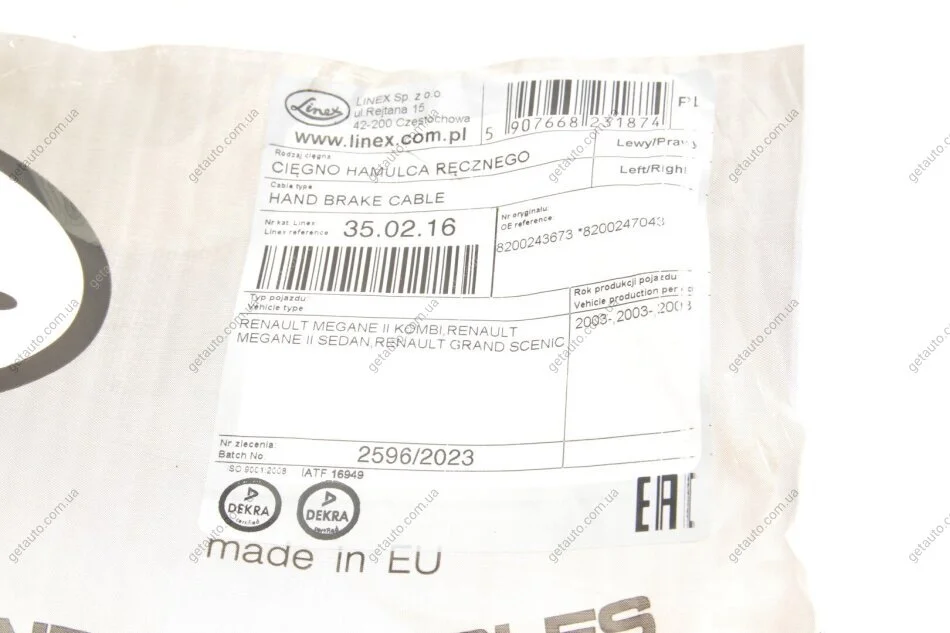 Linex
LINEX Sp. z o.o.
ul.Rejtana 15
42-200 Częstochowa
www.linex.com.pl
5 907668 231874
Rodzaj cięgna
CIĘGNO HAMULCA RĘCZNEGO
Lewy/Prawy
Cable type
HAND BRAKE CABLE
Left/Right
Nr kat. Linex
Linex reference
35.02.16
Nr oryginału:
OE reference:
8200243673 *8200247043
Typ pojazdu
Vehicle type
Rok produkcji pojazdu
Vehicle production per
RENAULT MEGANE II KOMBI,RENAULT
MEGANE II SEDAN,RENAULT GRAND SCENIC
2003-,2003-,2003
Nr zlecenia:
Batch No
2596/2023
ISO 9001:2008 IATF 16949
DEKRA
DEKRA
EAC
made in EU
getauto.com.ua